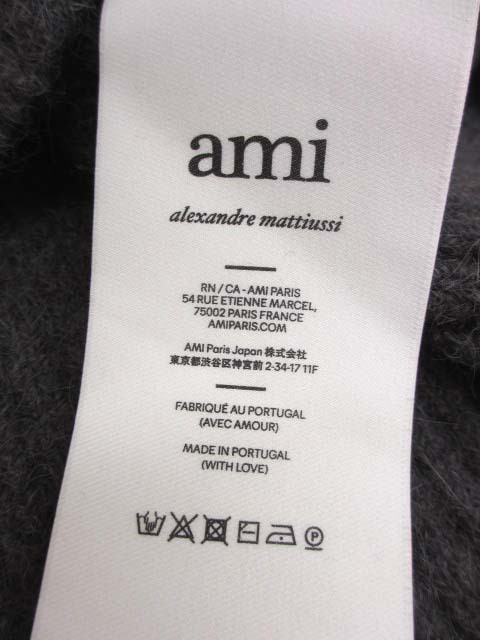 ami
alexandre mattiussi
RN / CA - AMI PARIS
54 RUE ETIENNE MARCEL,
75002 PARIS FRANCE
AMIPARIS.COM
AMI Paris Japan 株式会社
東京都渋谷区神宮前 2-34-17 11F
FABRIQUÉ AU PORTUGAL
(AVEC AMOUR)
MADE IN PORTUGAL
(WITH LOVE)
P